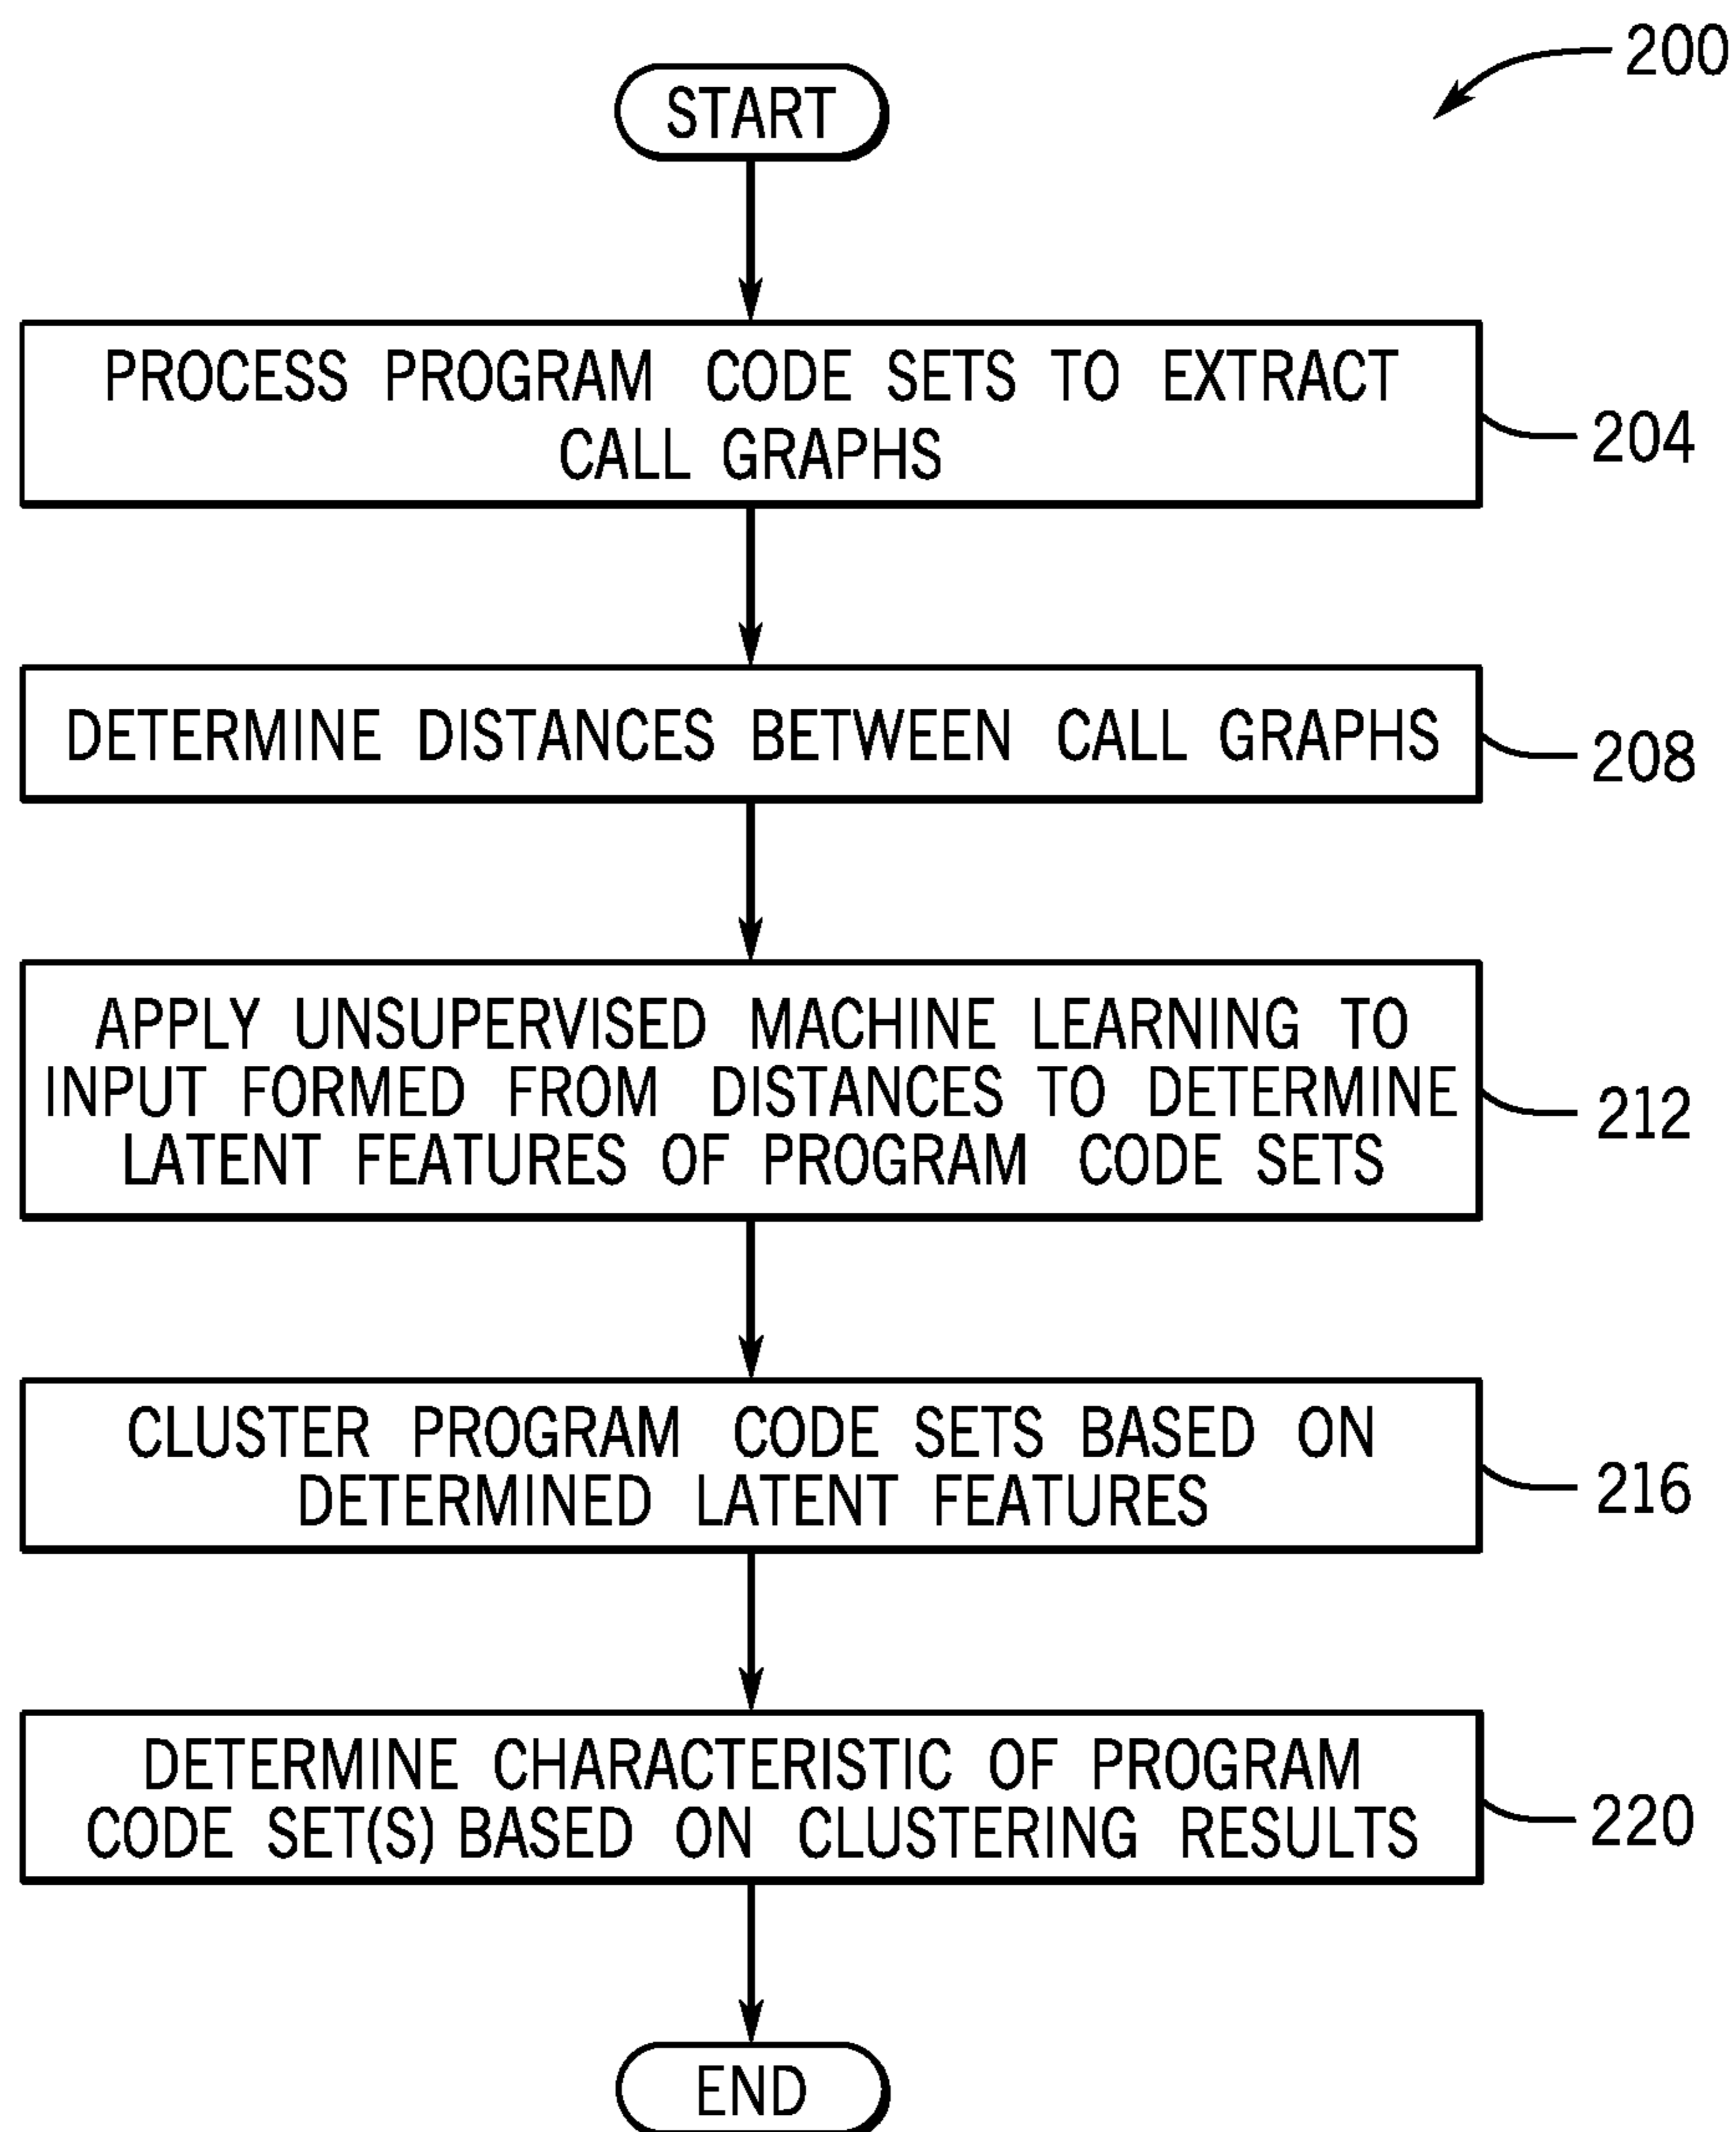 200
START
PROCESS PROGRAM CODE SETS TO EXTRACT
CALL GRAPHS
204
DETERMINE DISTANCES BETWEEN CALL GRAPHS
208
APPLY UNSUPERVISED MACHINE LEARNING TO
INPUT FORMED FROM DISTANCES TO DETERMINE
LATENT FEATURES OF PROGRAM CODE SETS
212
CLUSTER PROGRAM CODE SETS BASED ON
DETERMINED LATENT FEATURES
216
DETERMINE CHARACTERISTIC OF PROGRAM
CODE SET(S) BASED ON CLUSTERING RESULTS
220
END